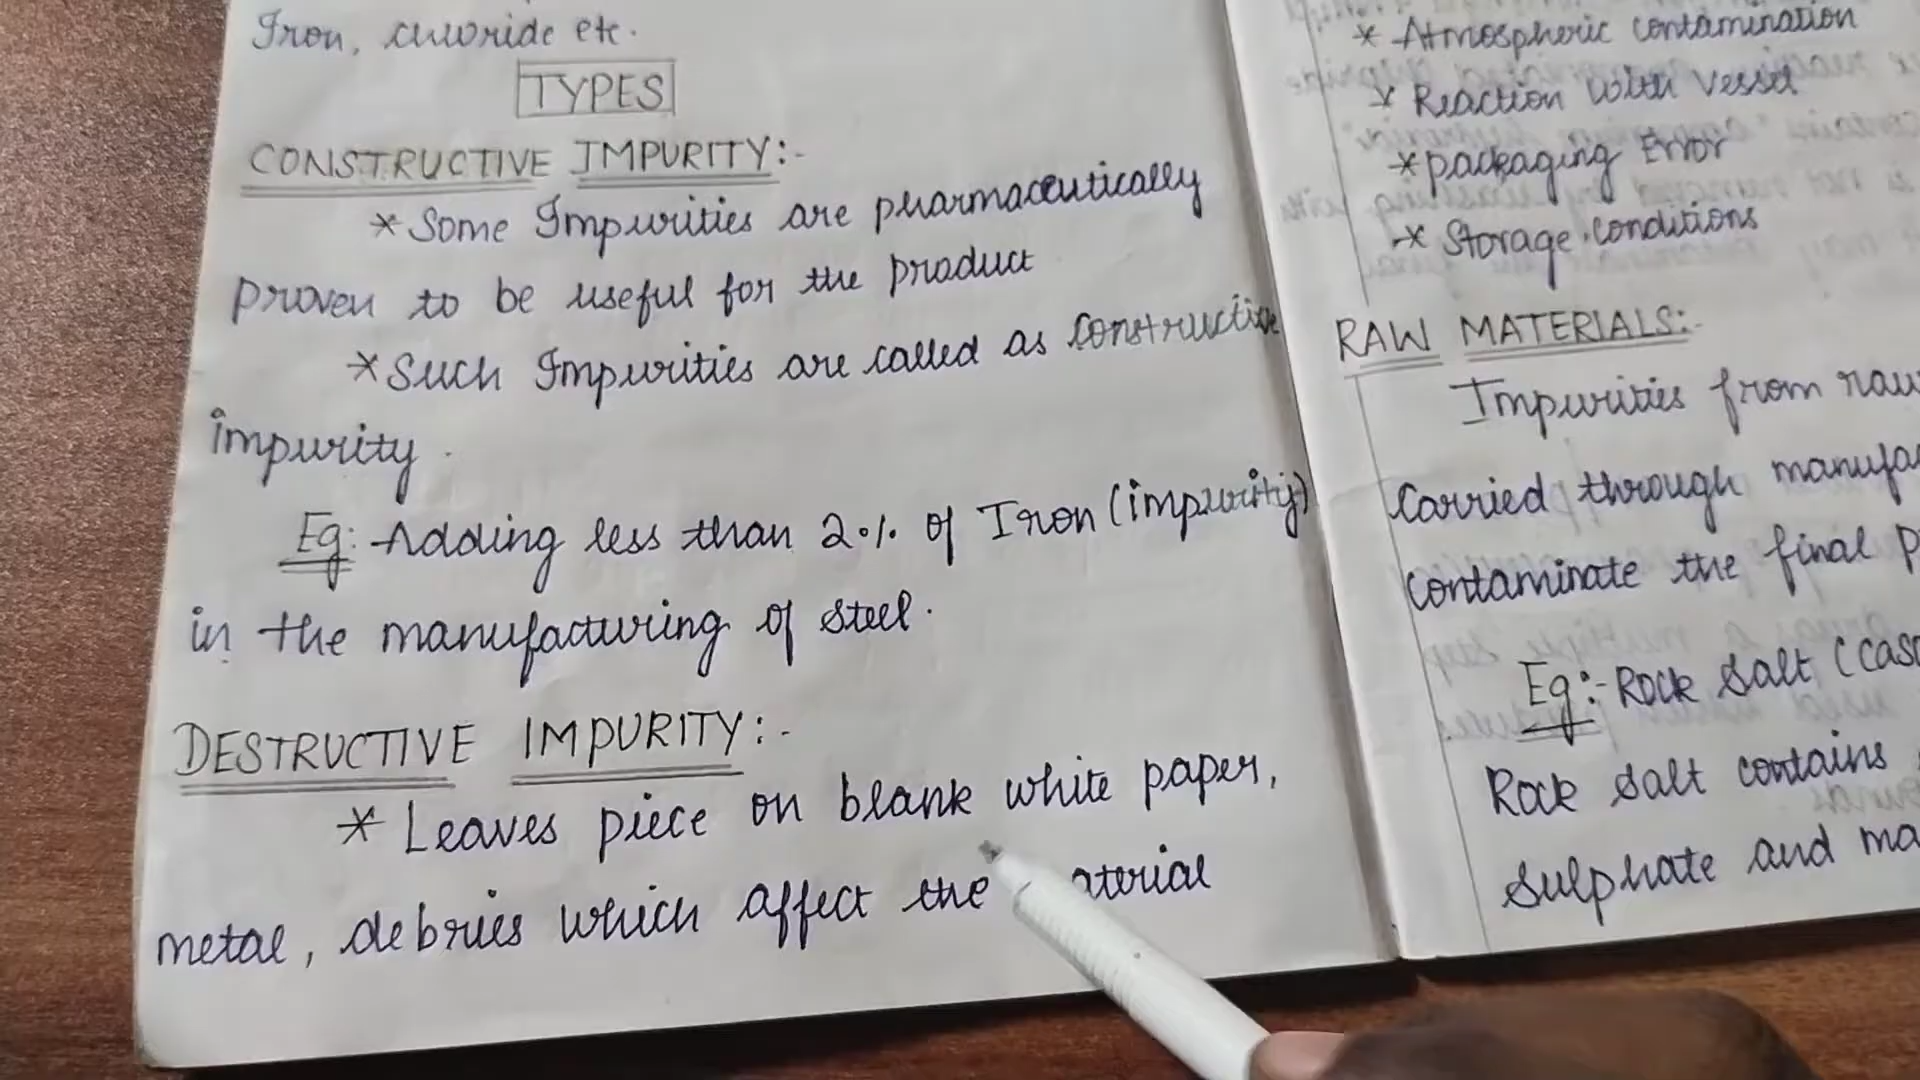 Iron, chloride etc.
TYPES
CONSTRUCTIVE IMPURITY:-
* Some Impurities are pharmaceutically
proven to be useful for the product
* Such Impurities are called as constructive
impurity.
Eg: Adding less than 2% of Iron (impurity)
in the manufacturing of steel.
DESTRUCTIVE IMPURITY:-
* Leaves piece on blank white paper,
metal, debries which affect the aterial
* Atmospheric contamination
* Reaction with vessel
* packaging Error
* Storage conditions
RAW MATERIALS:-
Impurities from raw
Carried through manufa
contaminate the final p
Eg:- Rock Salt (Cas
Rock Salt contains
Sulphate and ma